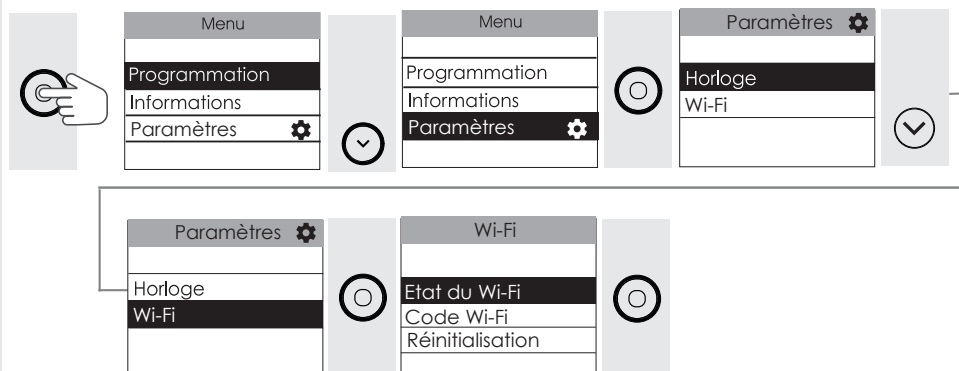 Menu
Programmation
Informations
Paramètres
Menu
Programmation
Informations
Paramètres
Paramètres
Horloge
Wi-Fi
Paramètres
Horloge
Wi-Fi
Wi-Fi
Etat du Wi-Fi
Code Wi-Fi
Réinitialisation